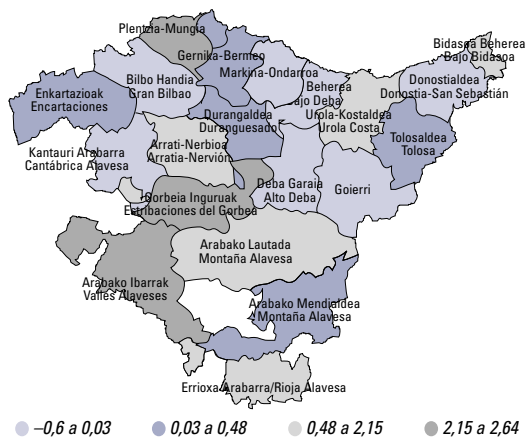 Plentzia-Mungia
Gernika-Bermeo
Markina-Ondarroa
Bidasoa Beherea
Bajo Bidasoa
Enkartazioak
Encartaciones
Bilbo Handia
Gran Bilbao
Beherea
Bajo Deba
Donostialdea
Donostia-San Sebastián
Durangaldea
Duranguesado
Urola-Kostaldea
Urola Costa
Tolosaldea
Tolosa
Kantauri Arabarra
Cantábrica Alavesa
Arrati-Nerbioa
Arratia-Nervión
Deba Garaia
Alto Deba
Goierri
Gorbeia Inguruak
Estribaciones del Gorbea
Arabako Lautada
Montaña Alavesa
Arabako Ibarrak
Valles Alaveses
Arabako Mendialdea
Montaña Alavesa
Errioxa Arabarra/Rioja Alavesa
–0,6 a 0,03
0,03 a 0,48
0,48 a 2,15
2,15 a 2,64